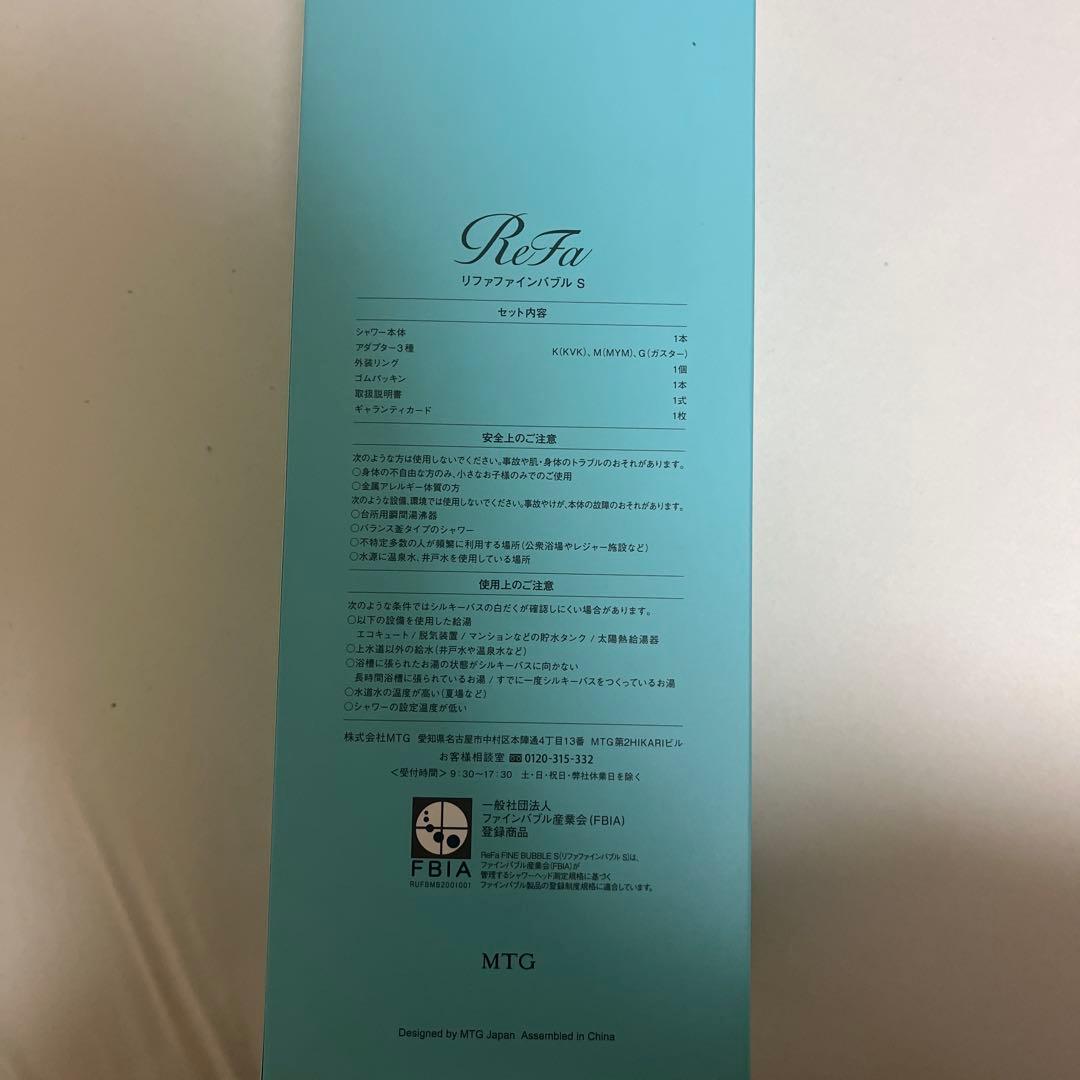 ReFa
リファファインバブル S
セット内容
シャワー本体 1本
アダプター3種 K(KVK)、M(MYM)、G(ガスター)
外装リング 1個
ゴムパッキン 1本
取扱説明書 1式
ギャランティカード 1枚
安全上のご注意
次のような方は使用しないでください。事故や肌・身体のトラブルのおそれがあります。
○身体の不自由な方のみ、小さなお子様のみでのご使用
○金属アレルギー体質の方
次のような設備、環境では使用しないでください。事故やけが、本体の故障のおそれがあります。
○台所用瞬間湯沸器
○バランス釜タイプのシャワー
○不特定多数の人が頻繁に利用する場所(公衆浴場やレジャー施設など)
○水源に温泉水、井戸水を使用している場所
使用上のご注意
次のような条件ではシルキーバスの白だくが確認しにくい場合があります。
○以下の設備を使用した給湯
エコキュート / 脱気装置 / マンションなどの貯水タンク / 太陽熱給湯器
○上水道以外の給水(井戸水や温泉水など)
○浴槽に張られたお湯の状態がシルキーバスに向かない
長時間浴槽に張られているお湯 / すでに一度シルキーバスをつくっているお湯
○水道水の温度が高い(夏場など)
○シャワーの設定温度が低い
株式会社MTG 愛知県名古屋市中村区本陣通4丁目13番 MTG第2HIKARIビル
お客様相談室 0120-315-332
<受付時間> 9:30~17:30 土・日・祝日・弊社休業日を除く
一般社団法人
ファインバブル産業会(FBIA)
登録商品
FBIA
RUFBMB2001001
ReFa FINE BUBBLE S(リファファインバブル S)は、
ファインバブル産業会(FBIA)が
管理するシャワーヘッド測定規格に基づく
ファインバブル製品の登録制度規格に適合しています。
MTG
Designed by MTG Japan Assembled in China